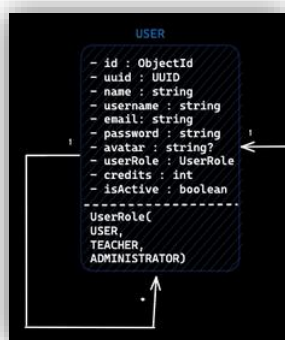 USER
- id : ObjectId
- uuid : UUID
- name : string
- username : string
- email: string
- password : string
- avatar : string?
- userRole : UserRole
- credits : int
- isActive : boolean
UserRole(
USER,
TEACHER,
ADMINISTRATOR)
1
1
*